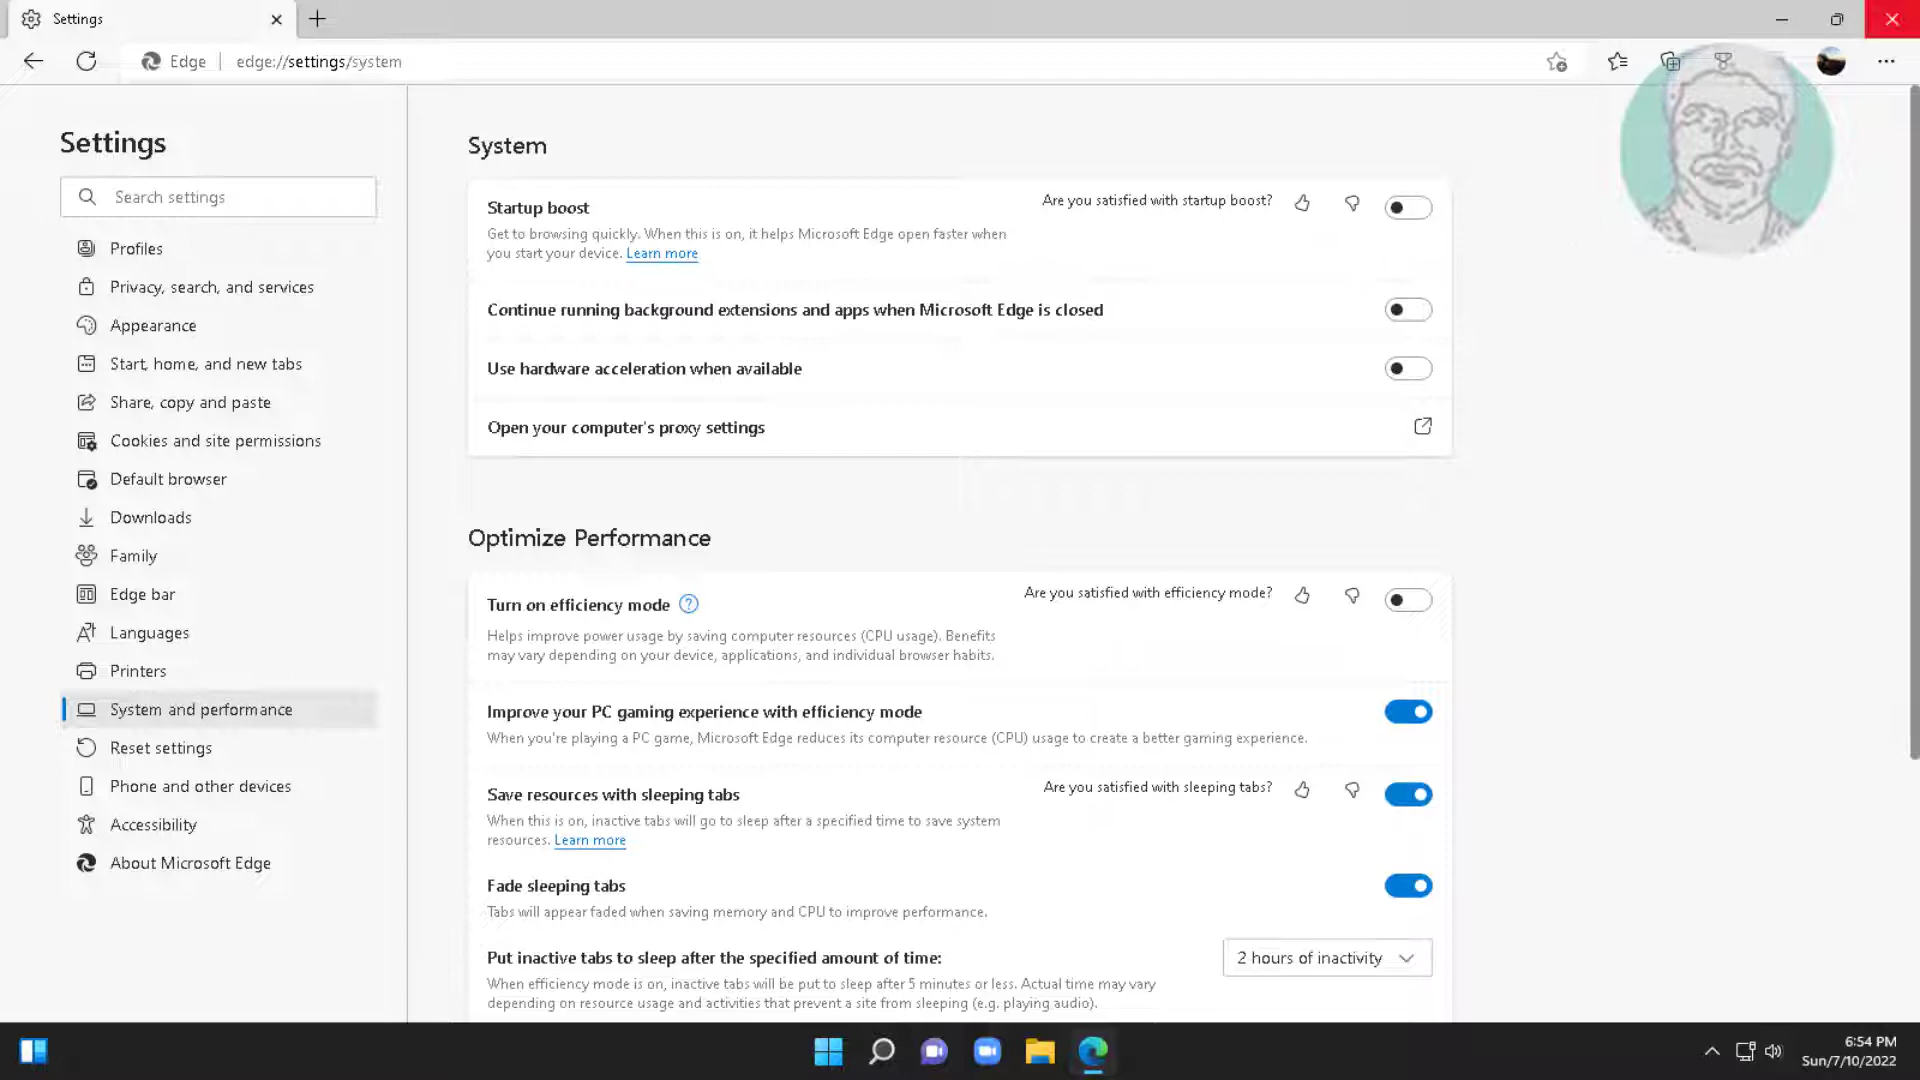 Settings
Edge
edge://settings/system
Settings
Search settings
Profiles
Privacy, search, and services
Appearance
Start, home, and new tabs
Share, copy and paste
Cookies and site permissions
Default browser
Downloads
Family
Edge bar
Languages
Printers
System and performance
Reset settings
Phone and other devices
Accessibility
About Microsoft Edge
System
Startup boost
Are you satisfied with startup boost?
Get to browsing quickly. When this is on, it helps Microsoft Edge open faster when
you start your device. Learn more
Continue running background extensions and apps when Microsoft Edge is closed
Use hardware acceleration when available
Open your computer's proxy settings
Optimize Performance
Turn on efficiency mode
Are you satisfied with efficiency mode?
Helps improve power usage by saving computer resources (CPU usage). Benefits
may vary depending on your device, applications, and individual browser habits.
Improve your PC gaming experience with efficiency mode
When you're playing a PC game, Microsoft Edge reduces its computer resource (CPU) usage to create a better gaming experience.
Save resources with sleeping tabs
Are you satisfied with sleeping tabs?
When this is on, inactive tabs will go to sleep after a specified time to save system
resources. Learn more
Fade sleeping tabs
Tabs will appear faded when saving memory and CPU to improve performance.
Put inactive tabs to sleep after the specified amount of time:
2 hours of inactivity
When efficiency mode is on, inactive tabs will be put to sleep after 5 minutes or less. Actual time may vary
depending on resource usage and activities that prevent a site from sleeping (e.g. playing audio).
6:54 PM
Sun/7/10/2022